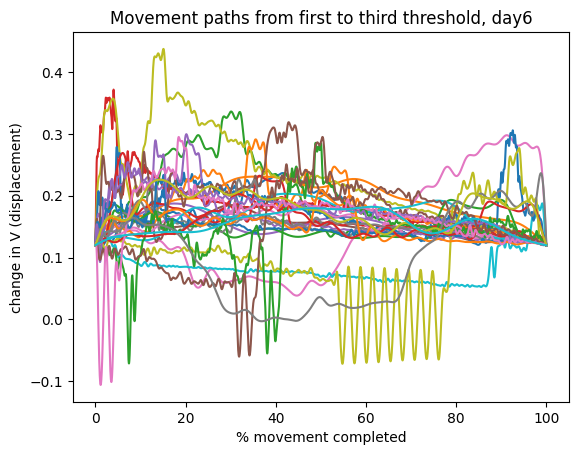 Movement paths from first to third threshold, day6
change in V (displacement)
0.4
0.3
0.2
0.1
0.0
−0.1
0 20 40 60 80 100
% movement completed